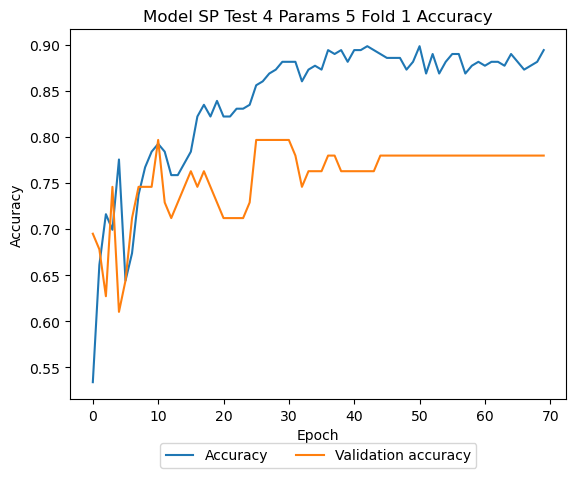 Model SP Test 4 Params 5 Fold 1 Accuracy
0.90
0.85
0.80
0.75
0.70
0.65
0.60
0.55
Accuracy
0 10 20 30 40 50 60 70
Epoch
Accuracy Validation accuracy